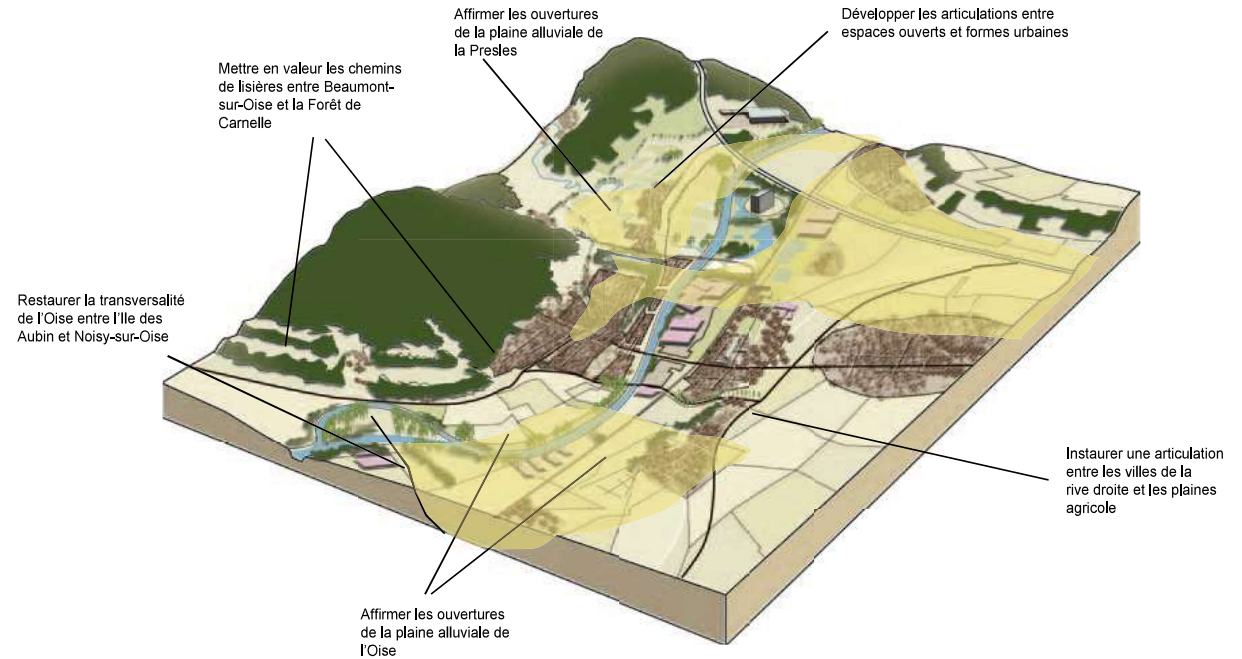 Affirmer les ouvertures
de la plaine alluviale de
la Presles
Développer les articulations entre
espaces ouverts et formes urbaines
Mettre en valeur les chemins
de lisières entre Beaumont-
sur-Oise et la Forêt de
Carnelle
Restaurer la transversalité
de l'Oise entre l'Ile des
Aubin et Noisy-sur-Oise
Instaurer une articulation
entre les villes de la
rive droite et les plaines
agricole
Affirmer les ouvertures
de la plaine alluviale de
l'Oise